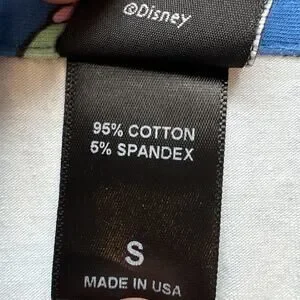 ©Disney
95% COTTON
5% SPANDEX
S
MADE IN USA